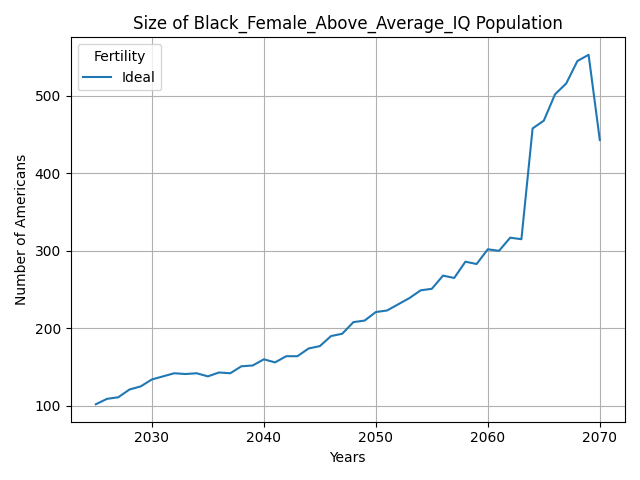 Size of Black_Female_Above_Average_IQ Population
Fertility
Ideal
500
400
300
200
100
Number of Americans
2030 2040 2050 2060 2070
Years